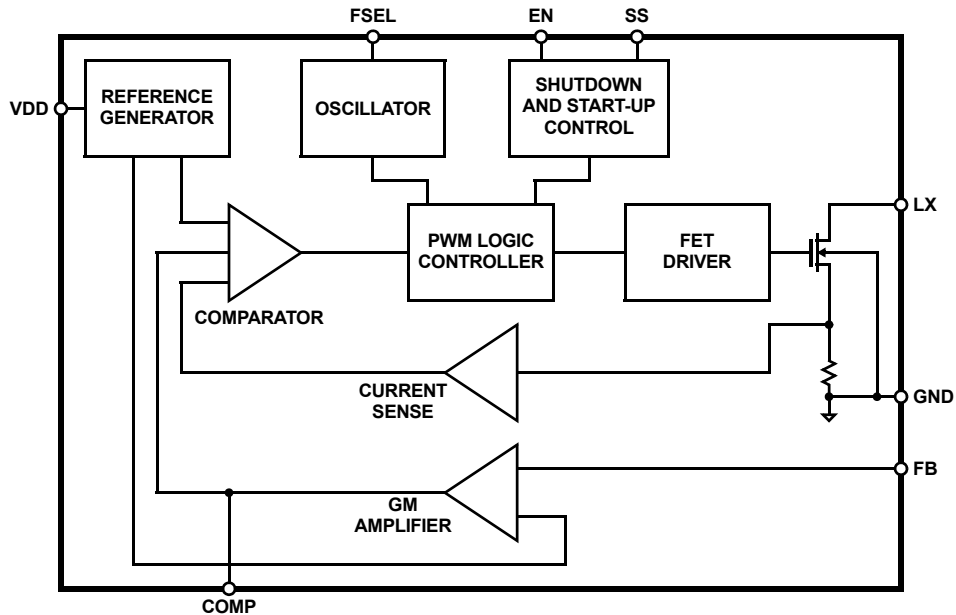 FSEL
EN
SS
VDD
REFERENCE
GENERATOR
OSCILLATOR
SHUTDOWN
AND START-UP
CONTROL
LX
PWM LOGIC
CONTROLLER
FET
DRIVER
COMPARATOR
CURRENT
SENSE
GND
FB
GM
AMPLIFIER
COMP